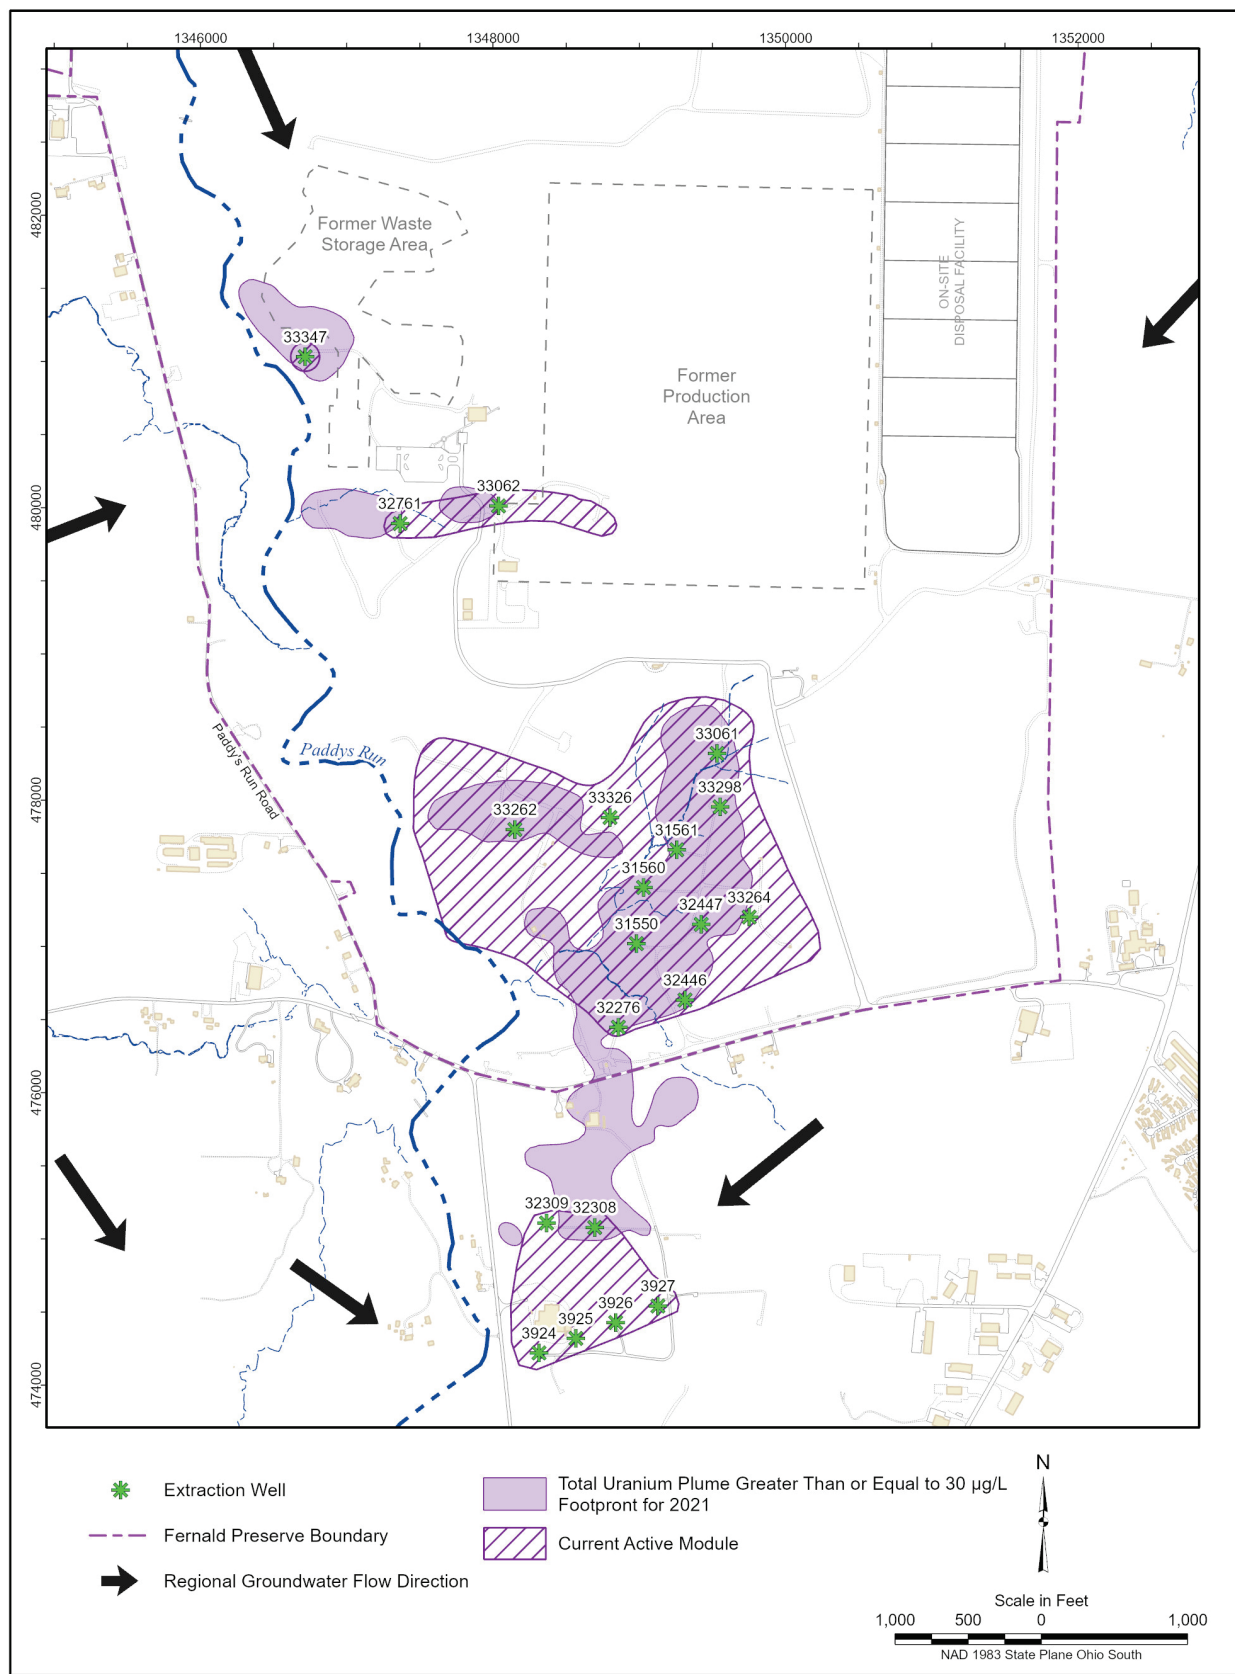 1346000
1348000
1350000
1352000
482000
480000
478000
476000
474000
Former Waste
Storage Area
ON-SITE
DISPOSAL FACILITY
33347
Former
Production
Area
33062
32761
Paddys Run
Paddy's Run Road
33061
33298
33326
33262
31561
31560
33264
32447
31550
32446
32276
32309
32308
3927
3926
3925
3924
Extraction Well
Fernald Preserve Boundary
Regional Groundwater Flow Direction
Total Uranium Plume Greater Than or Equal to 30 µg/L
Footpront for 2021
Current Active Module
N
Scale in Feet
1,000 500 0 1,000
NAD 1983 State Plane Ohio South